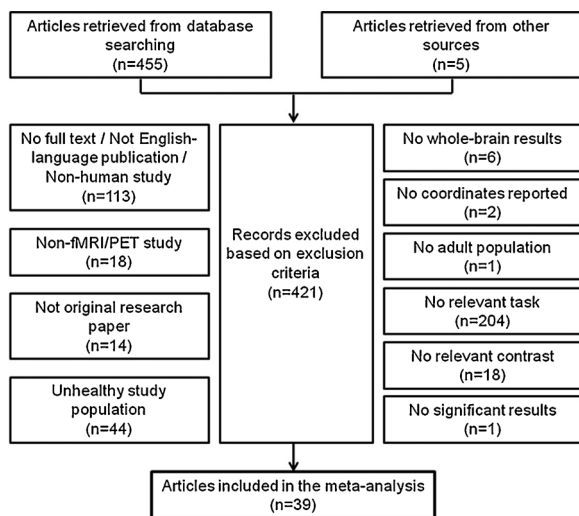 Articles retrieved from database
searching
(n=455)
Articles retrieved from other
sources
(n=5)
No full text / Not English-
language publication /
Non-human study
(n=113)
Non-fMRI/PET study
(n=18)
Not original research
paper
(n=14)
Unhealthy study
population
(n=44)
Records excluded
based on exclusion
criteria
(n=421)
No whole-brain results
(n=6)
No coordinates reported
(n=2)
No adult population
(n=1)
No relevant task
(n=204)
No relevant contrast
(n=18)
No significant results
(n=1)
Articles included in the meta-analysis
(n=39)